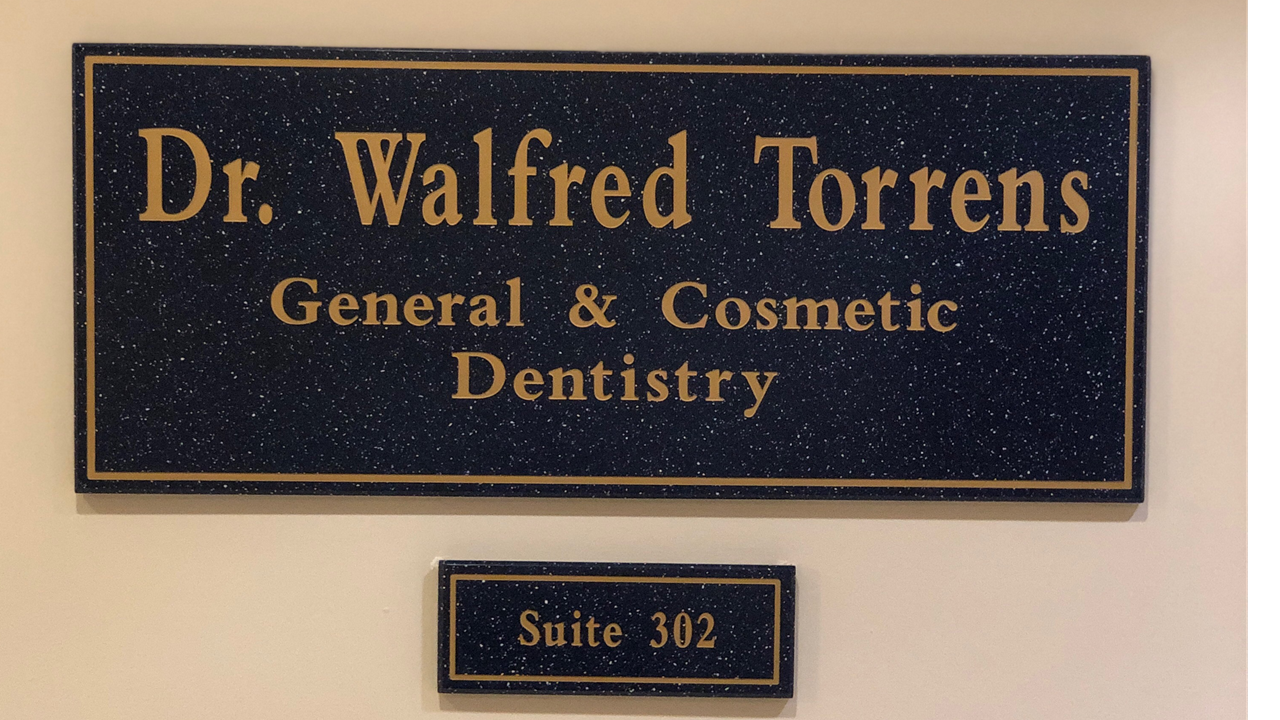 Dr. Walfred Torrens
General & Cosmetic
Dentistry
Suite 302